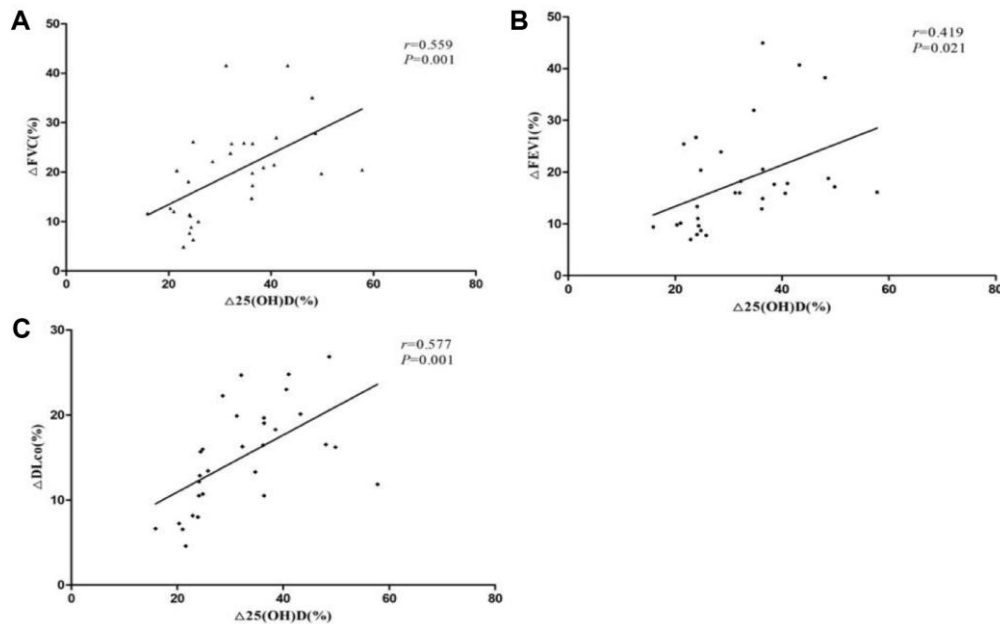 A
50
40
30
20
10
0
△FVC(%)
r=0.559
P=0.001
0 20 40 60 80
△25(OH)D(%)
B
50
40
30
20
10
0
△FEV1(%)
r=0.419
P=0.021
0 20 40 60 80
△25(OH)D(%)
C
30
20
10
0
△DLco(%)
r=0.577
P=0.001
0 20 40 60 80
△25(OH)D(%)